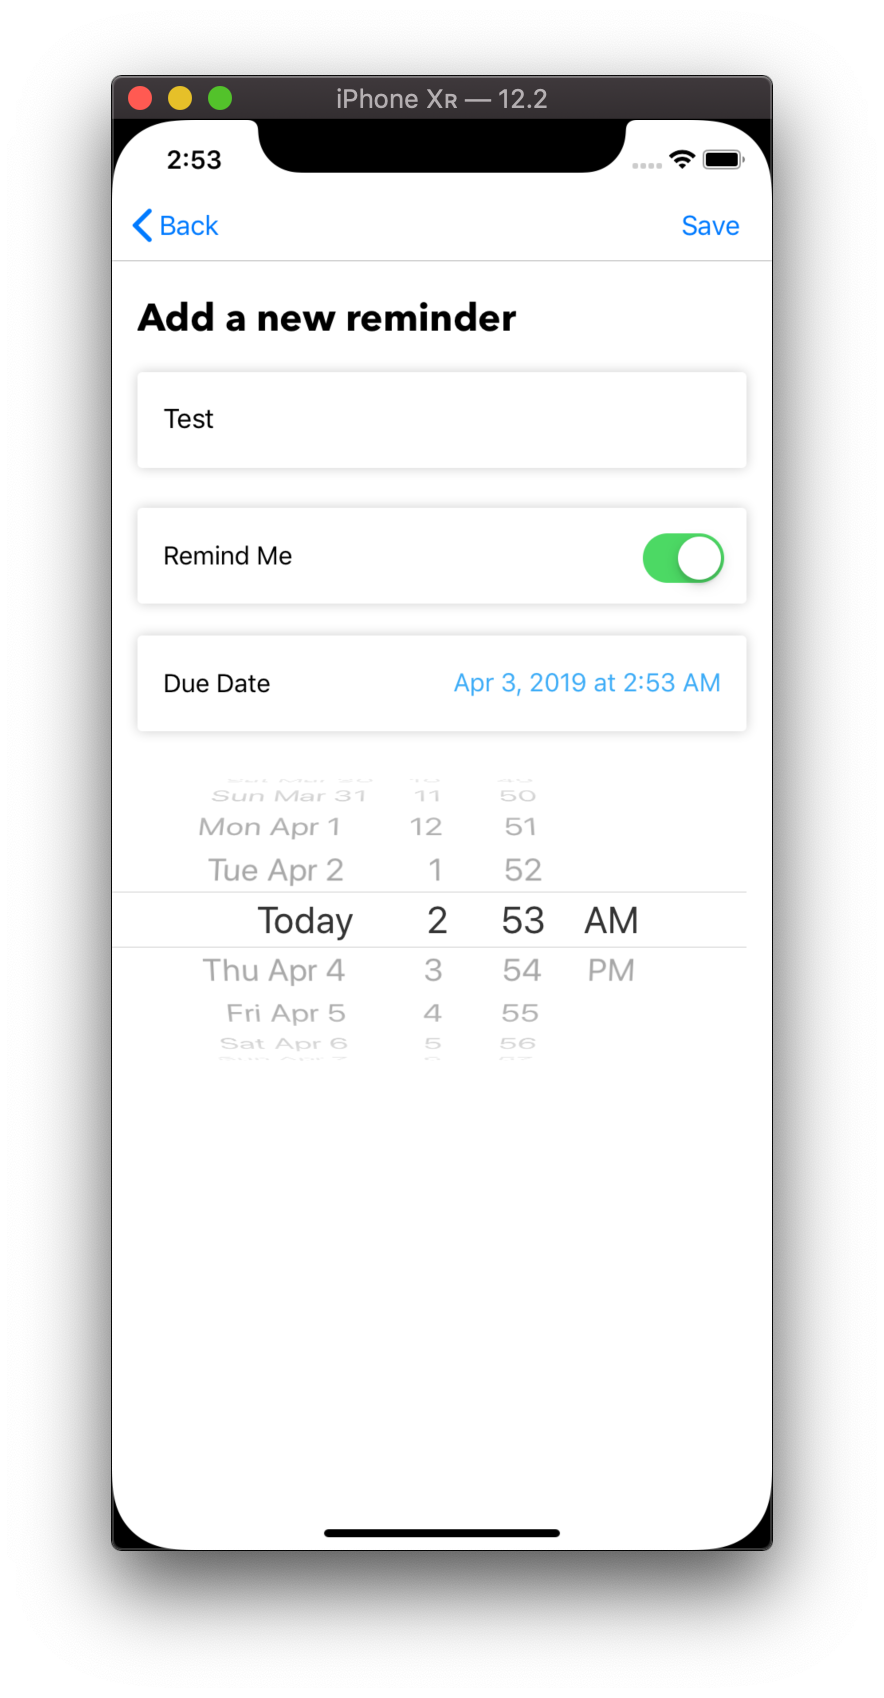 iPhone XR — 12.2
2:53
Back Save
Add a new reminder
Test
Remind Me
Due Date Apr 3, 2019 at 2:53 AM
Sun Mar 31 11 50
Mon Apr 1 12 51
Tue Apr 2 1 52
Today 2 53 AM
Thu Apr 4 3 54 PM
Fri Apr 5 4 55
Sat Apr 6 5 56